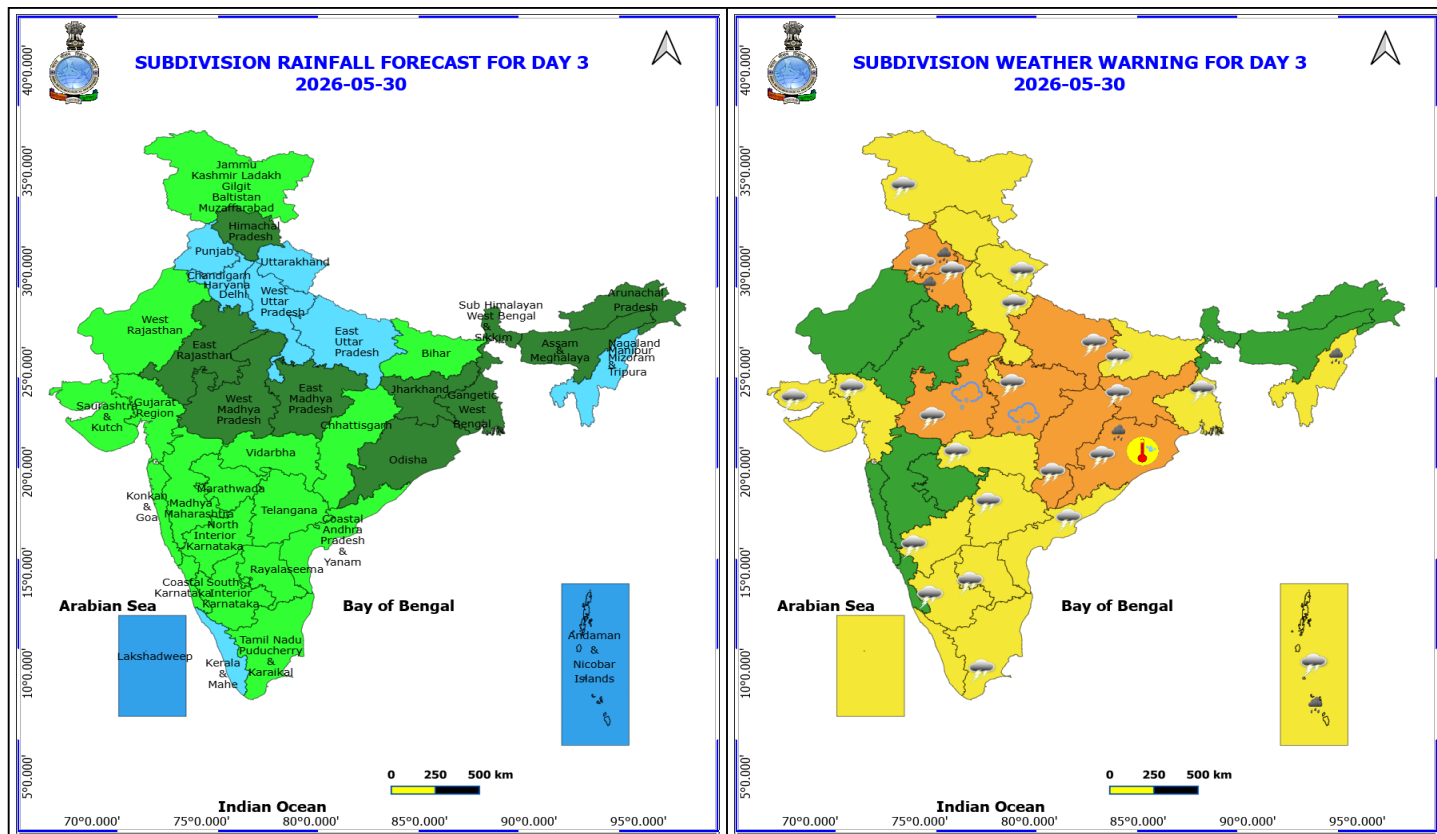 SUBDIVISION RAINFALL FORECAST FOR DAY 3
2026-05-30
40°0.000'
35°0.000'
30°0.000'
25°0.000'
20°0.000'
15°0.000'
10°0.000'
5°0.000'
Jammu
Kashmir Ladakh
Gilgit
Baltistan
Muzaffarabad
Himachal
Pradesh
Punjab
Uttarakhand
Chandigarh
Haryana
Delhi
West
Uttar
Pradesh
West
Rajasthan
East
Rajasthan
East
Uttar
Pradesh
Bihar
Sub Himalayan
West Bengal
&
Sikkim
Arunachal
Pradesh
Assam
&
Meghalaya
Nagaland
Manipur
Mizoram
&
Tripura
Saurashtra
&
Kutch
Gujarat
Region
West
Madhya
Pradesh
East
Madhya
Pradesh
Jharkhand
Gangetic
West
Bengal
Chhattisgarh
Odisha
Vidarbha
Konkan
&
Goa
Madhya
Maharashtra
Marathwada
North
Interior
Karnataka
Telangana
Coastal
Andhra
Pradesh
&
Yanam
Rayalaseema
Coastal
Karnataka
South
Interior
Karnataka
Tamil Nadu
Puducherry
&
Karaikal
Kerala
&
Mahe
Arabian Sea
Bay of Bengal
Lakshadweep
Andaman
&
Nicobar
Islands
0 250 500 km
Indian Ocean
70°0.000' 75°0.000' 80°0.000' 85°0.000' 90°0.000' 95°0.000'
SUBDIVISION WEATHER WARNING FOR DAY 3
2026-05-30
40°0.000'
35°0.000'
30°0.000'
25°0.000'
20°0.000'
15°0.000'
10°0.000'
5°0.000'
Arabian Sea
Bay of Bengal
0 250 500 km
Indian Ocean
70°0.000' 75°0.000' 80°0.000' 85°0.000' 90°0.000' 95°0.000'